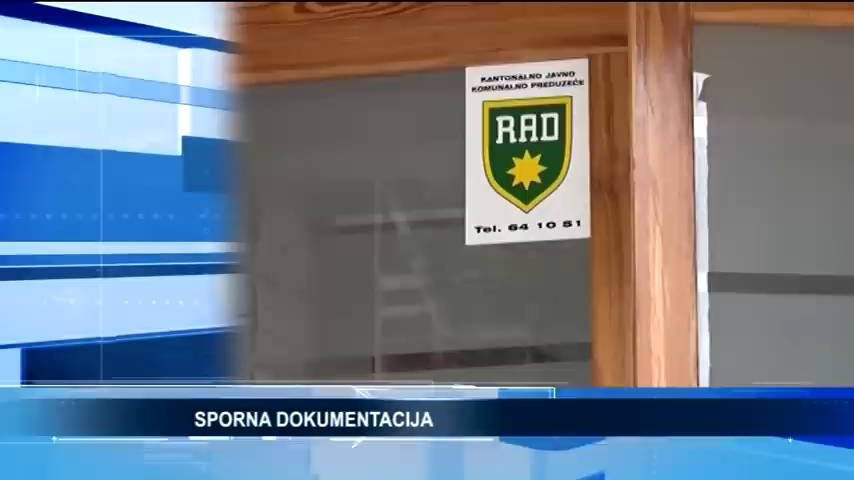 KANTONALNO JAVNO
KOMUNALNO PREDUZEĆE
RAD
Tel. 64 10 51
SPORNA DOKUMENTACIJA